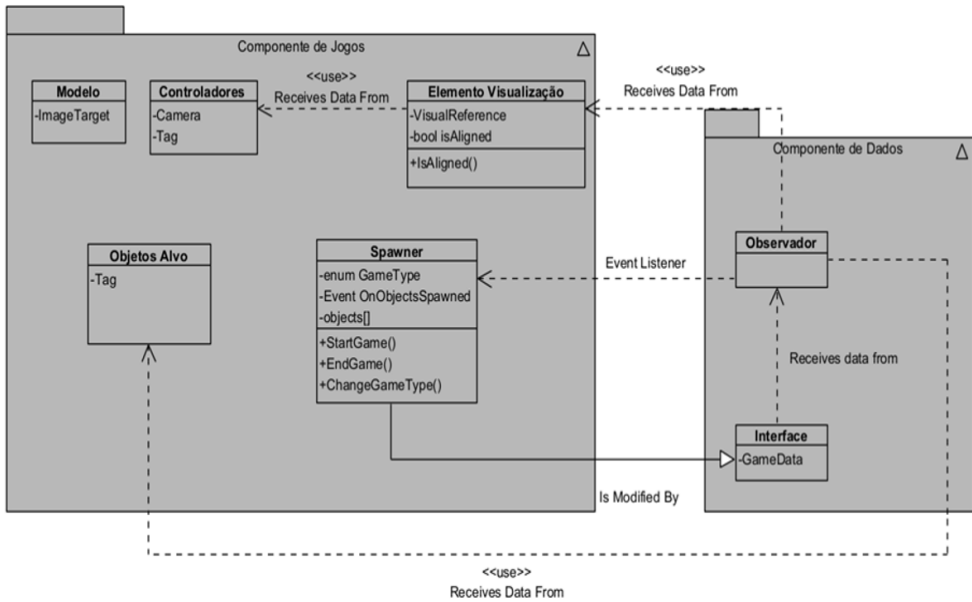 Componente de Jogos
Modelo
-ImageTarget
Controladores
-Camera
-Tag
<<use>>
Receives Data From
Elemento Visualização
-VisualReference
-bool isAligned
+IsAligned()
<<use>>
Receives Data From
Componente de Dados
Objetos Alvo
-Tag
Spawner
-enum GameType
-Event OnObjectsSpawned
-objects[]
+StartGame()
+EndGame()
+ChangeGameType()
Event Listener
Observador
Receives data from
Interface
-GameData
Is Modified By
<<use>>
Receives Data From